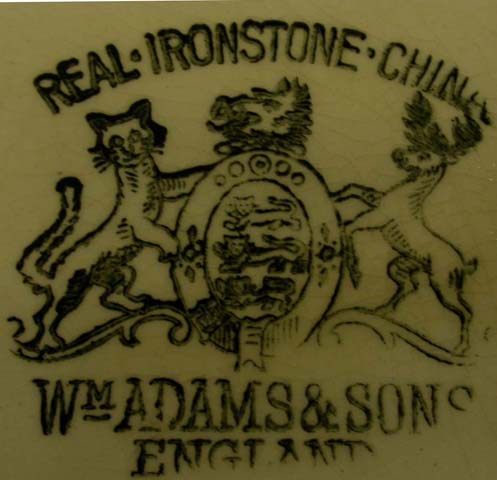 REAL · IRONSTONE · CHINA
WM ADAMS & SONS
ENGLAND